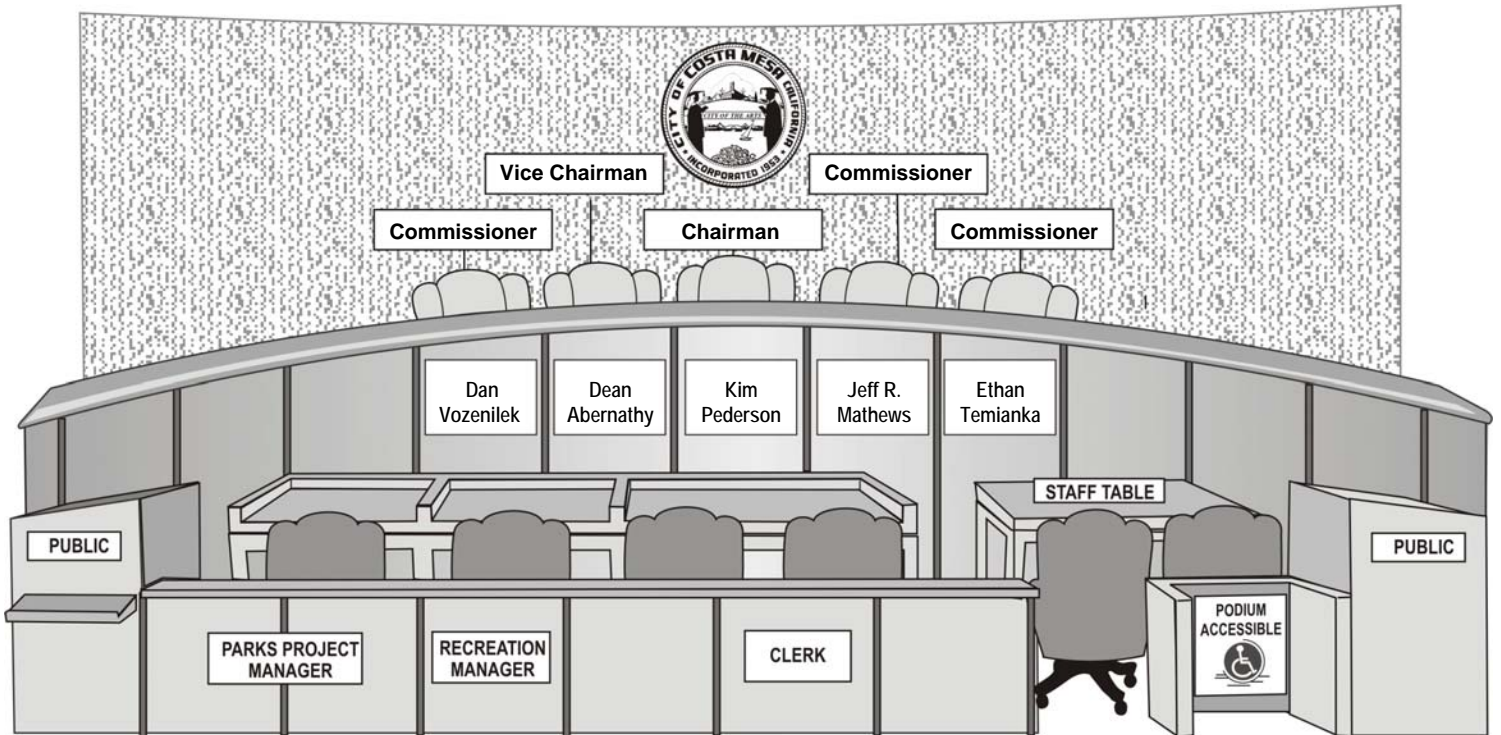 CITY OF COSTA MESA CALIFORNIA
CITY OF THE ARTS
INCORPORATED 1953
Vice Chairman
Commissioner
Commissioner
Chairman
Commissioner
Dan
Vozenilek
Dean
Abernathy
Kim
Pederson
Jeff R.
Mathews
Ethan
Temianka
STAFF TABLE
PUBLIC
PUBLIC
PARKS PROJECT
MANAGER
RECREATION
MANAGER
CLERK
PODIUM
ACCESSIBLE